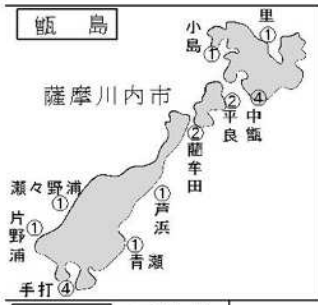 甑島
里
①
小島
①
薩摩川内市
④
中甑
②
平良
②
藺牟田
瀬々野浦
①
①
芦浜
片野浦
①
①
青瀬
手打④